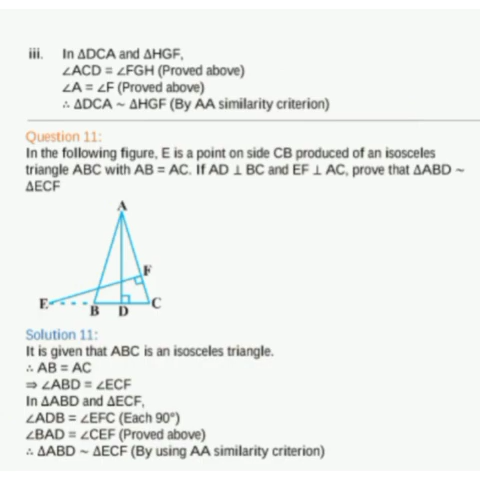 iii. In ΔDCA and ΔHGF,
∠ACD = ∠FGH (Proved above)
∠A = ∠F (Proved above)
∴ ΔDCA ~ ΔHGF (By AA similarity criterion)
Question 11:
In the following figure, E is a point on side CB produced of an isosceles
triangle ABC with AB = AC. If AD ⊥ BC and EF ⊥ AC, prove that ΔABD ~
ΔECF
A
F
E
B
D
C
Solution 11:
It is given that ABC is an isosceles triangle.
∴ AB = AC
⇒ ∠ABD = ∠ECF
In ΔABD and ΔECF,
∠ADB = ∠EFC (Each 90°)
∠BAD = ∠CEF (Proved above)
∴ ΔABD ~ ΔECF (By using AA similarity criterion)